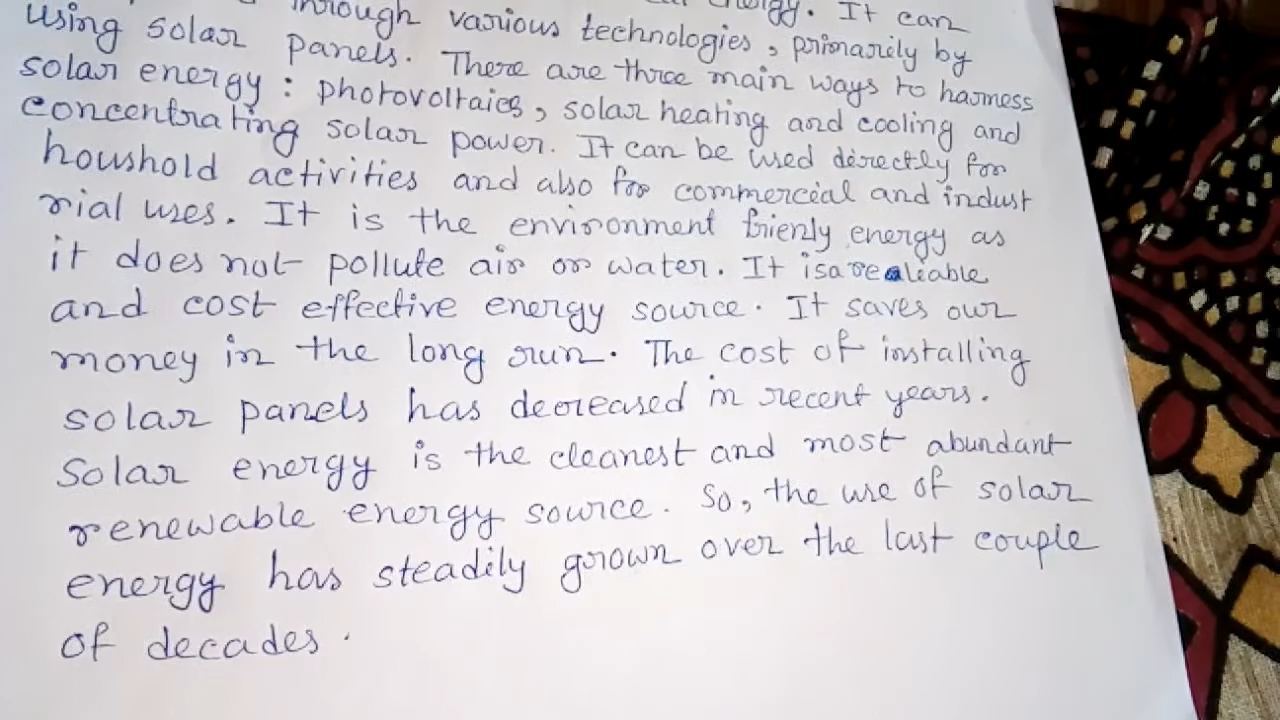 energy. It can
through various technologies, primarily by
using solar panels. There are three main ways to harness
solar energy : photovoltaics, solar heating and cooling and
concentrating solar power. It can be used directly for
houshold activities and also for commercial and indust
rial uses. It is the environment frienly energy as
it does not pollute air or water. It is a realiable
and cost effective energy source. It saves our
money in the long run. The cost of installing
solar panels has decreased in recent years.
Solar energy is the cleanest and most abundant
renewable energy source. So, the use of solar
energy has steadily grown over the last couple
of decades.